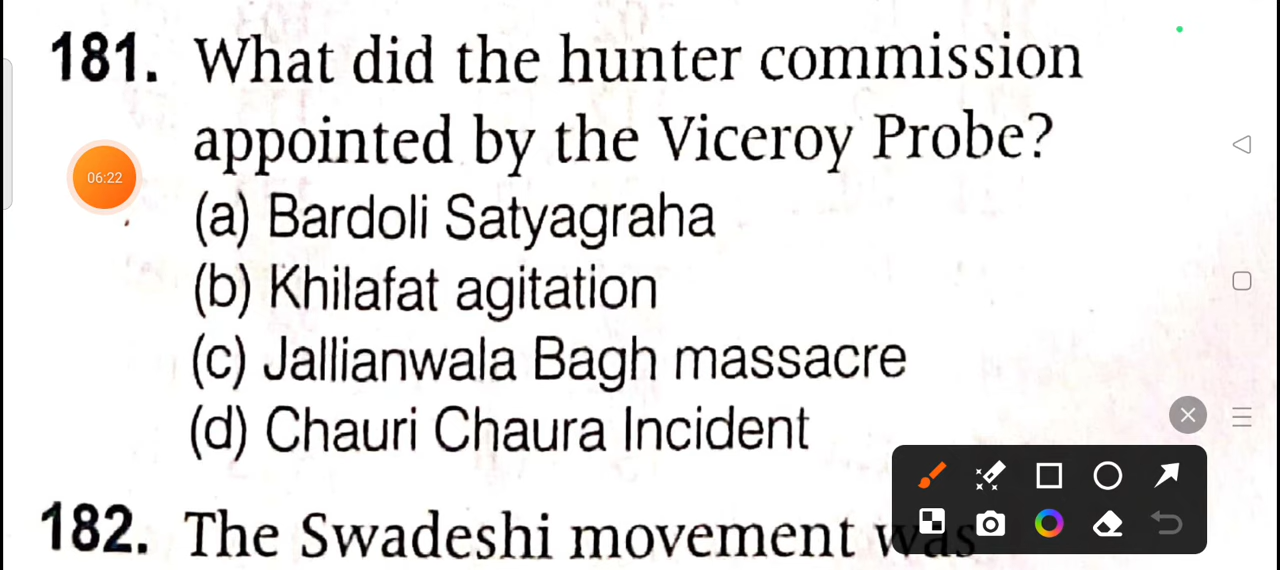 181. What did the hunter commission
appointed by the Viceroy Probe?
06:22
(a) Bardoli Satyagraha
(b) Khilafat agitation
(c) Jallianwala Bagh massacre
(d) Chauri Chaura Incident
182. The Swadeshi movement was